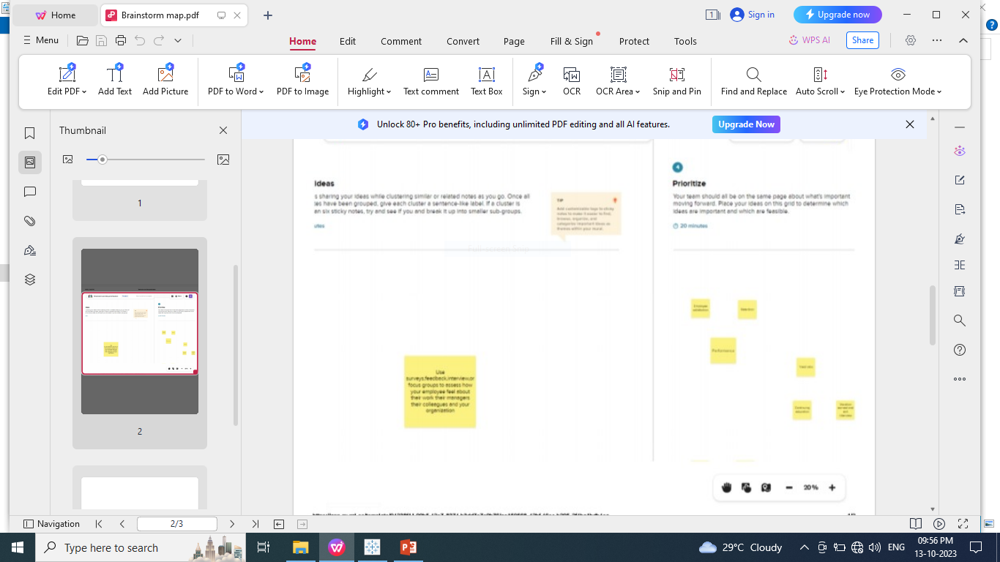 Home
Brainstorm map.pdf
1
Sign in
Upgrade now
Menu
Home
Edit
Comment
Convert
Page
Fill & Sign
Protect
Tools
WPS AI
Share
Edit PDF
Add Text
Add Picture
PDF to Word
PDF to Image
Highlight
Text comment
Text Box
Sign
OCR
OCR Area
Snip and Pin
Find and Replace
Auto Scroll
Eye Protection Mode
Thumbnail
Unlock 80+ Pro benefits, including unlimited PDF editing and all AI features.
Upgrade Now
1
2
ideas
s sharing your ideas while clustering similar or related notes as you go. Once all
es have been grouped, give each cluster a sentence-like label. If a cluster is
an six sticky notes, try and see if you and break it up into smaller sub-groups.
utes
TIP
Add customizable tags to sticky
notes to make it easier to find,
browse, organize, and
categorize important ideas as
themes within your mural.
Full-screen Snip
4
Prioritize
Your team should all be on the same page about what's important
moving forward. Place your ideas on this grid to determine which
ideas are important and which are feasible.
20 minutes
Use
surveys.feedback.interview.or
focus groups to assess how
your employee feel about
their work their managers
their colleagues and your
organization
Employee
satisfaction
Retention
Performance
Continuing
education
20%
Navigation
2/3
Type here to search
29°C Cloudy
ENG
09:56 PM
13-10-2023